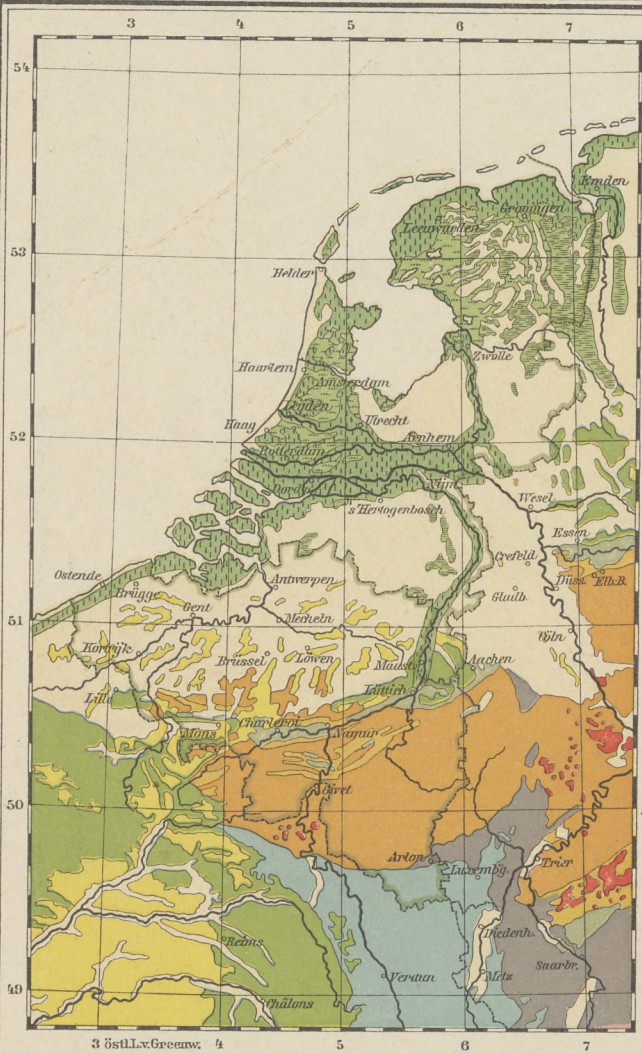 3 4 5 6 7
54
Emden
Groningen
Leeuwarden
53
Helder
Zwolle
Haarlem
Amsterdam
Leyden
Utrecht
Haag
Arnhem
52
Rotterdam
Dordr.
Nijm.
Wesel
s'Hertogenbosch
Essen
Crefeld
Ostende
Antwerpen
Düss.
Elb.B.
Brügge
Gladb.
Gent
Mecheln
51
Cöln
Kortrijk
Brüssel
Löwen
Maast.
Aachen
Lille
Lüttich
Charleroi
Mons
Namur
50
Givet
Arlon
Luxembg.
Trier
Reims
Diedenh.
Saarbr.
Verdun
Metz
49
Châlons
3 östl.L.v.Greenw. 4 5 6 7